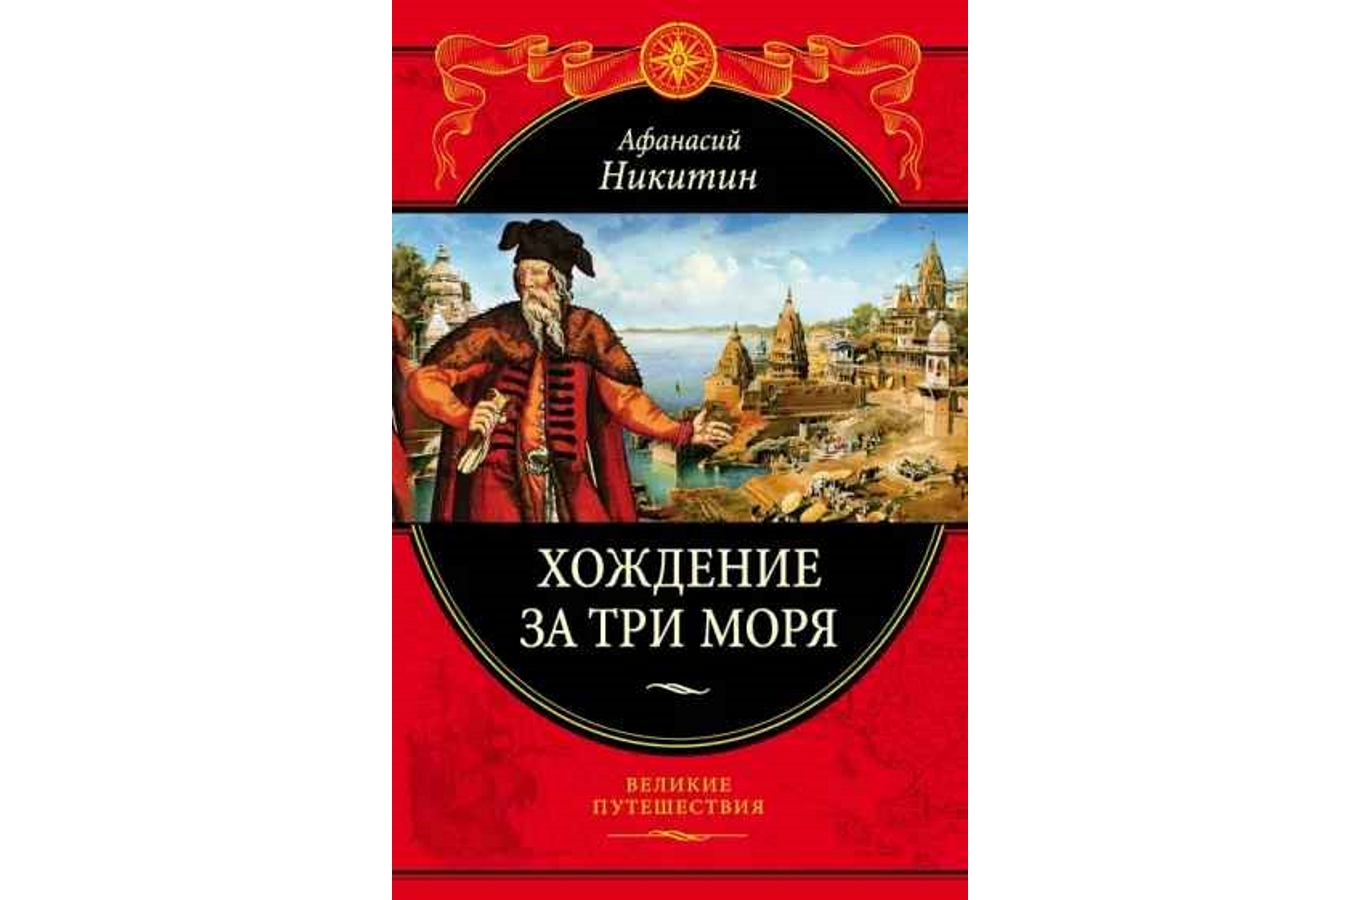 Афанасий
Никитин
ХОЖДЕНИЕ
ЗА ТРИ МОРЯ
ВЕЛИКИЕ
ПУТЕШЕСТВИЯ